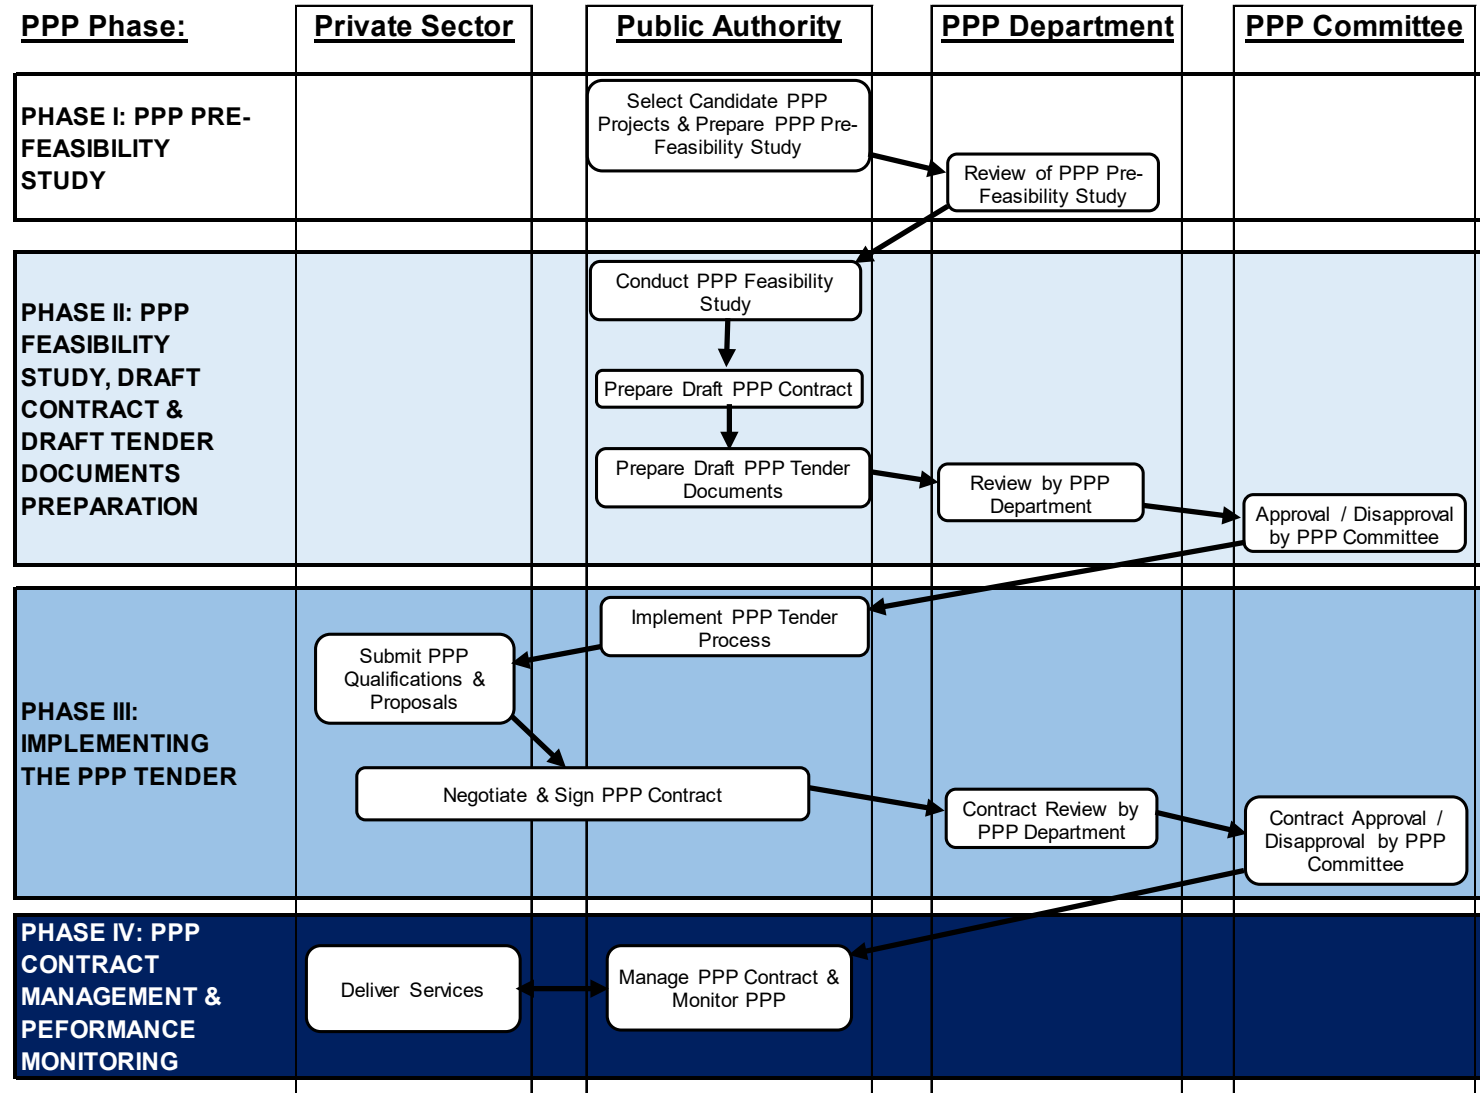 PPP Phase:
Private Sector
Public Authority
PPP Department
PPP Committee
PHASE I: PPP PRE-
FEASIBILITY
STUDY
Select Candidate PPP
Projects & Prepare PPP Pre-
Feasibility Study
Review of PPP Pre-
Feasibility Study
PHASE II: PPP
FEASIBILITY
STUDY, DRAFT
CONTRACT &
DRAFT TENDER
DOCUMENTS
PREPARATION
Conduct PPP Feasibility
Study
Prepare Draft PPP Contract
Prepare Draft PPP Tender
Documents
Review by PPP
Department
Approval / Disapproval
by PPP Committee
PHASE III:
IMPLEMENTING
THE PPP TENDER
Implement PPP Tender
Process
Submit PPP
Qualifications &
Proposals
Negotiate & Sign PPP Contract
Contract Review by
PPP Department
Contract Approval /
Disapproval by PPP
Committee
PHASE IV: PPP
CONTRACT
MANAGEMENT &
PEFORMANCE
MONITORING
Deliver Services
Manage PPP Contract &
Monitor PPP